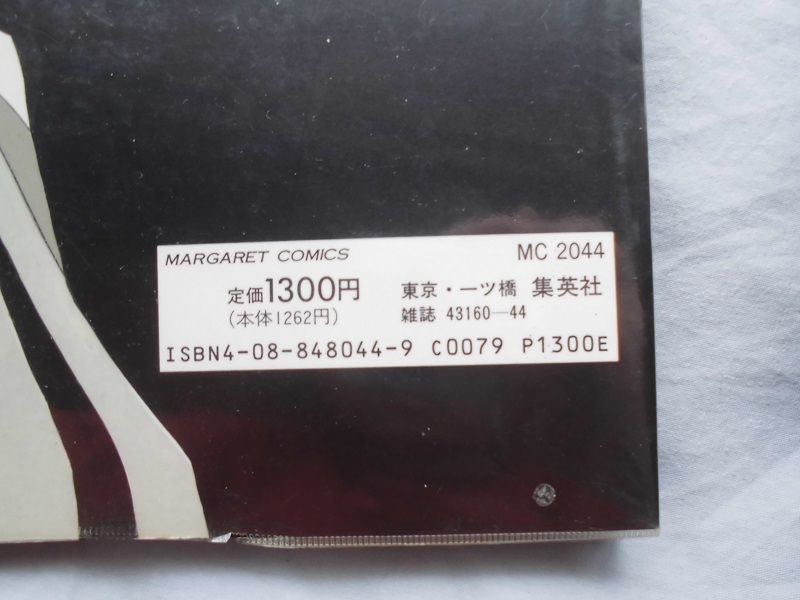 MARGARET COMICS MC 2044
定価1300円 東京・一ツ橋 集英社
(本体1262円) 雑誌 43160-44
ISBN4-08-848044-9 C0079 P1300E